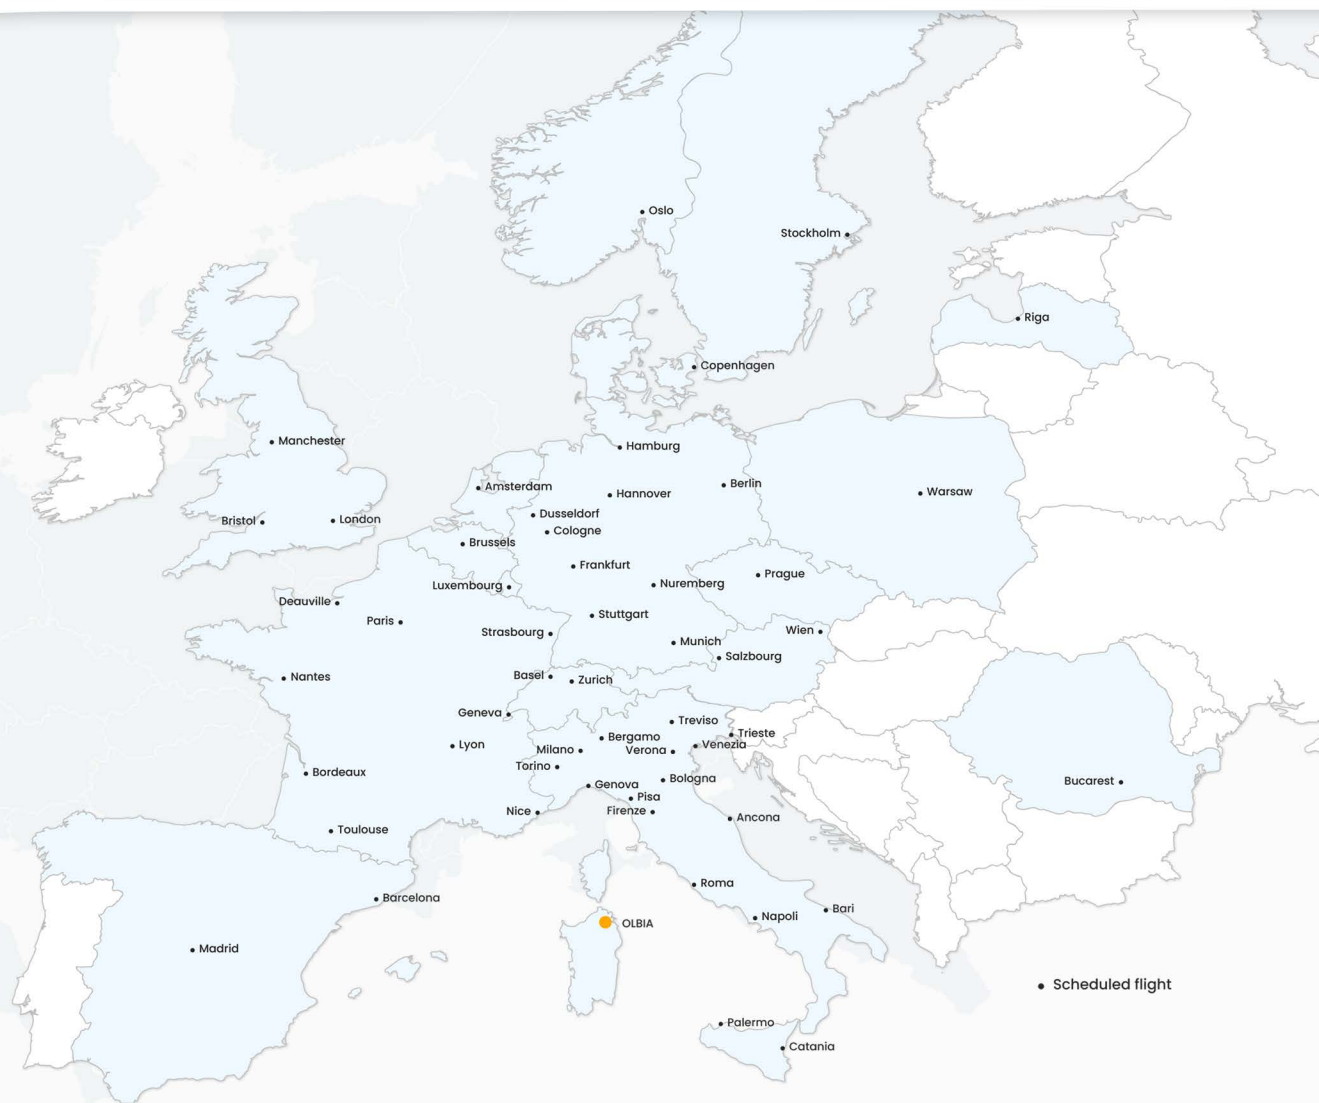 Oslo
Stockholm
Riga
Copenhagen
Manchester
Hamburg
Berlin
Amsterdam
Hannover
Warsaw
Dusseldorf
Bristol
London
Cologne
Brussels
Frankfurt
Prague
Luxembourg
Nuremberg
Deauville
Stuttgart
Paris
Strasbourg
Wien
Munich
Salzbourg
Nantes
Basel
Zurich
Geneva
Treviso
Trieste
Bergamo
Lyon
Milano
Verona
Venezia
Torino
Bordeaux
Bologna
Bucarest
Genova
Pisa
Nice
Firenze
Ancona
Toulouse
Roma
Barcelona
Bari
Napoli
OLBIA
Madrid
Scheduled flight
Palermo
Catania